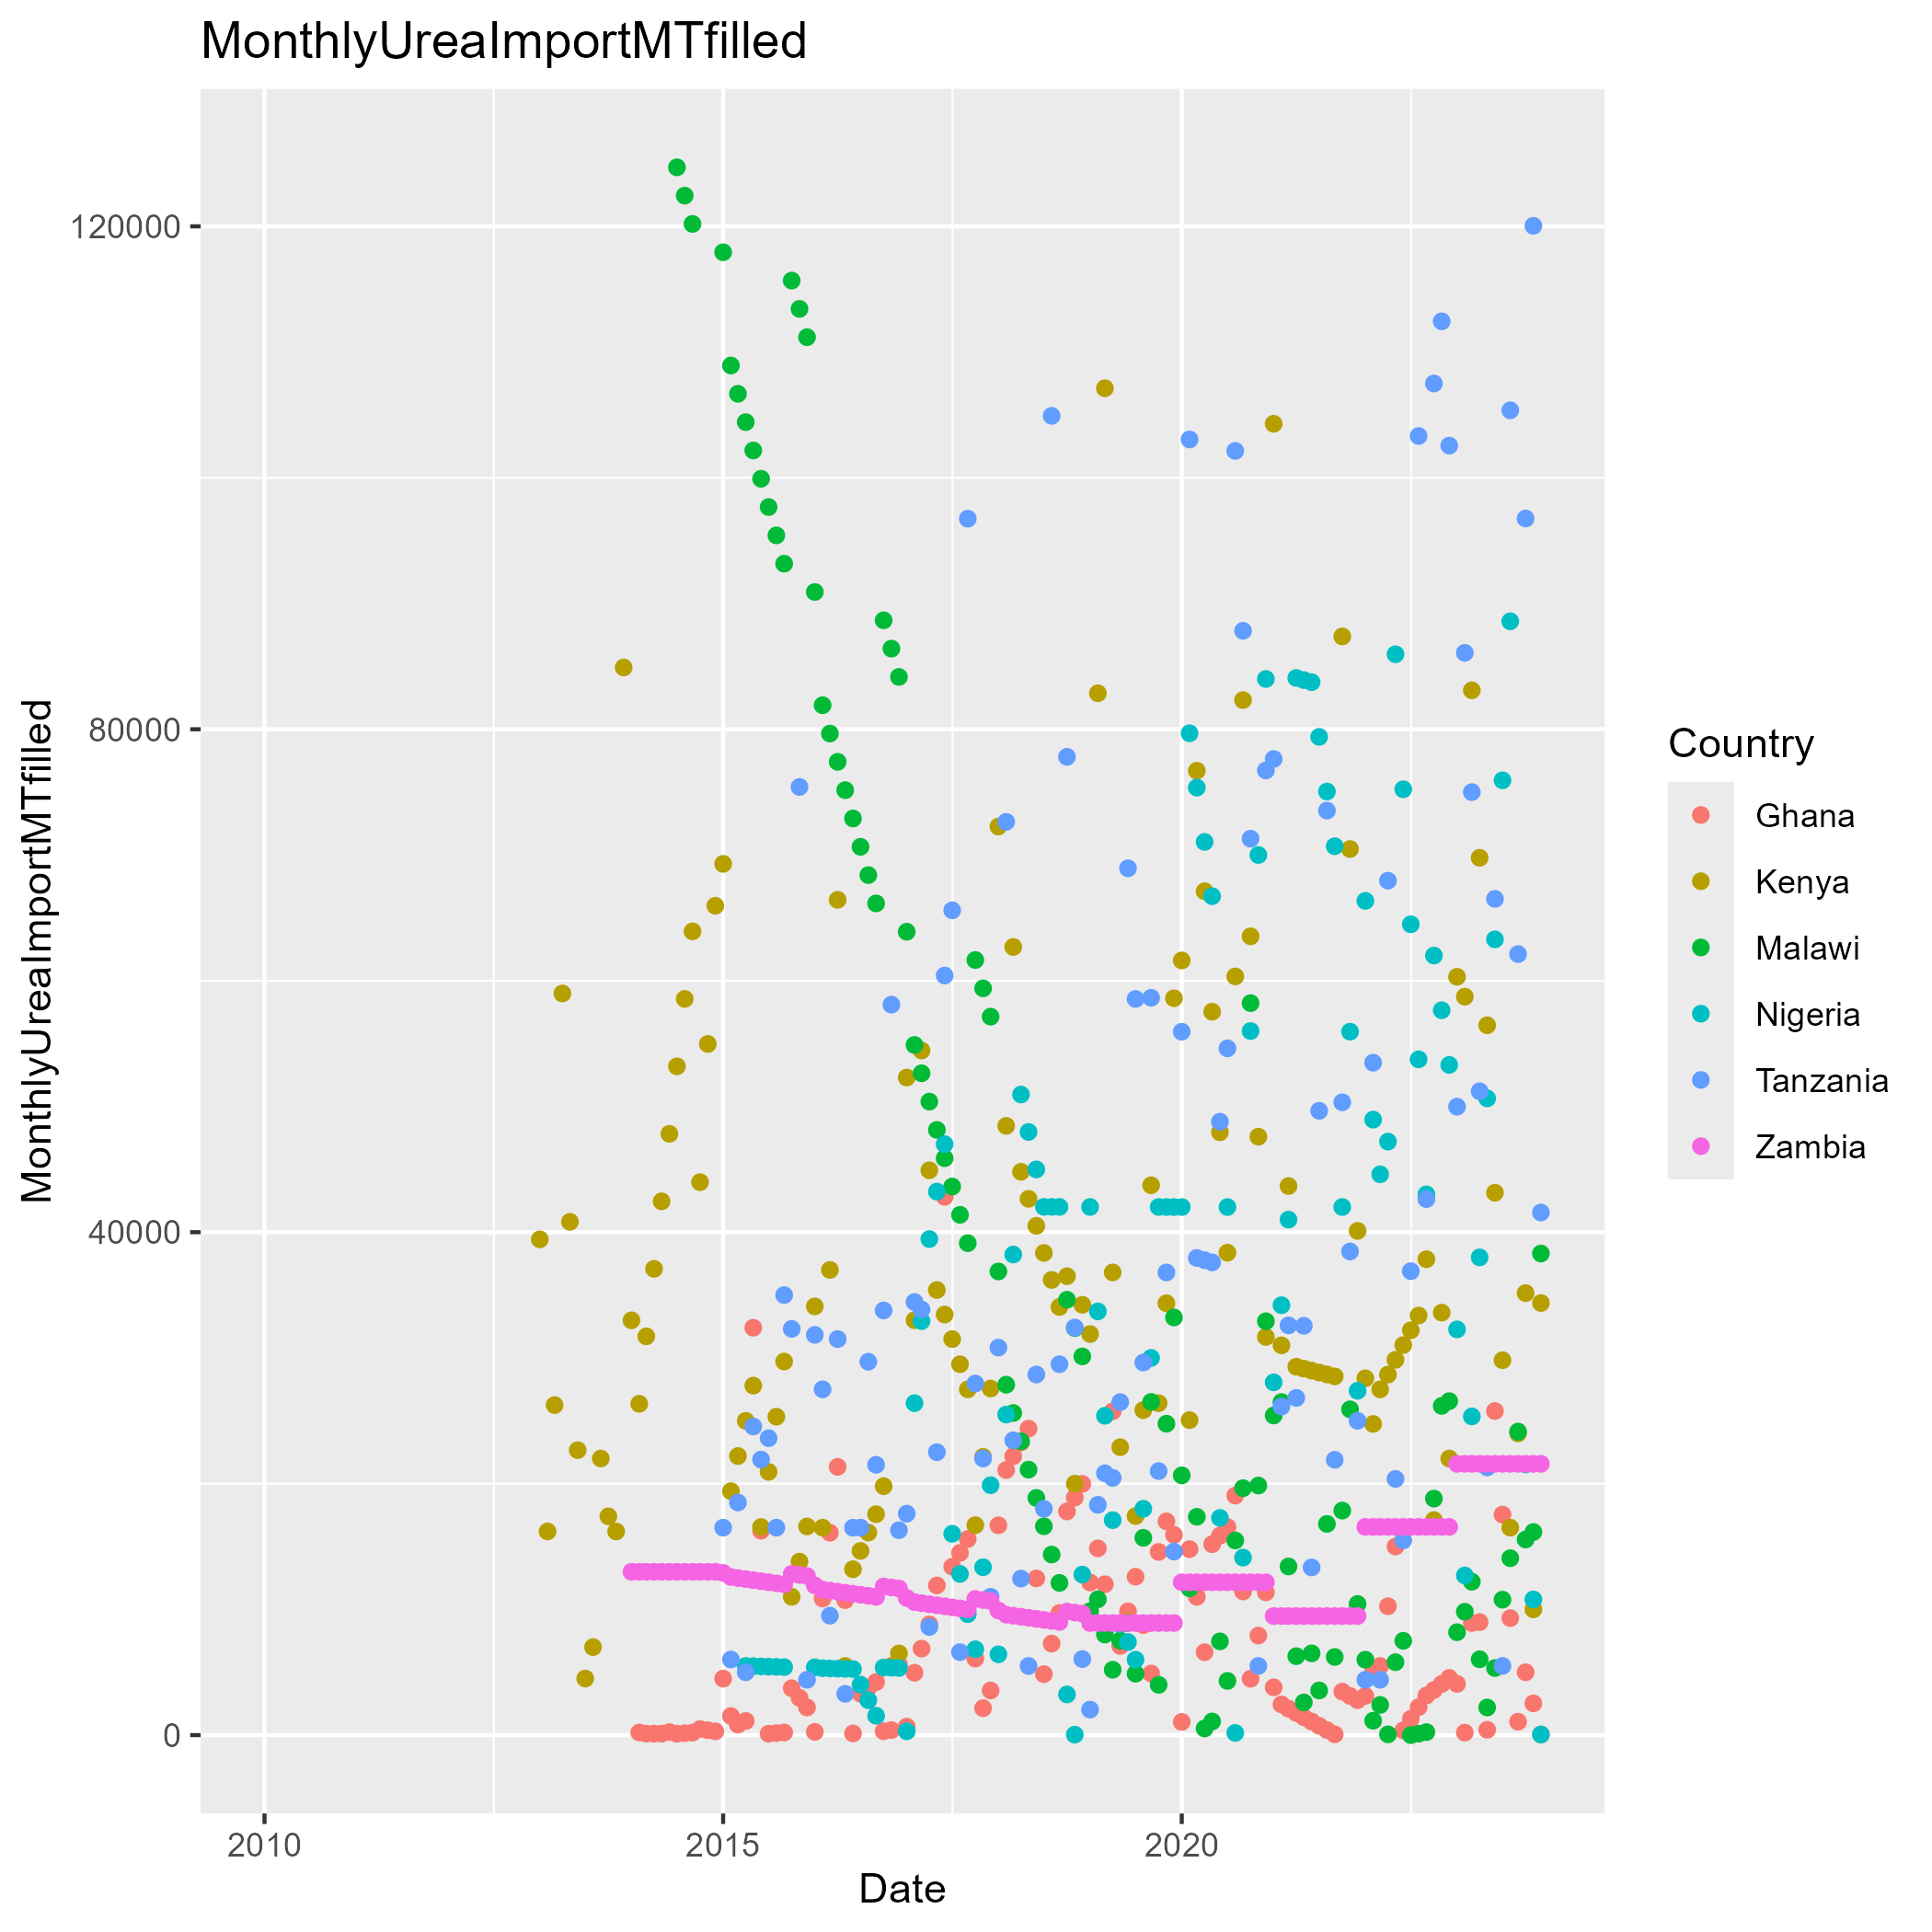 MonthlyUreaImportMTfilled
MonthlyUreaImportMTfilled
120000
80000
40000
0
2010
2015
2020
Date
Country
Ghana
Kenya
Malawi
Nigeria
Tanzania
Zambia